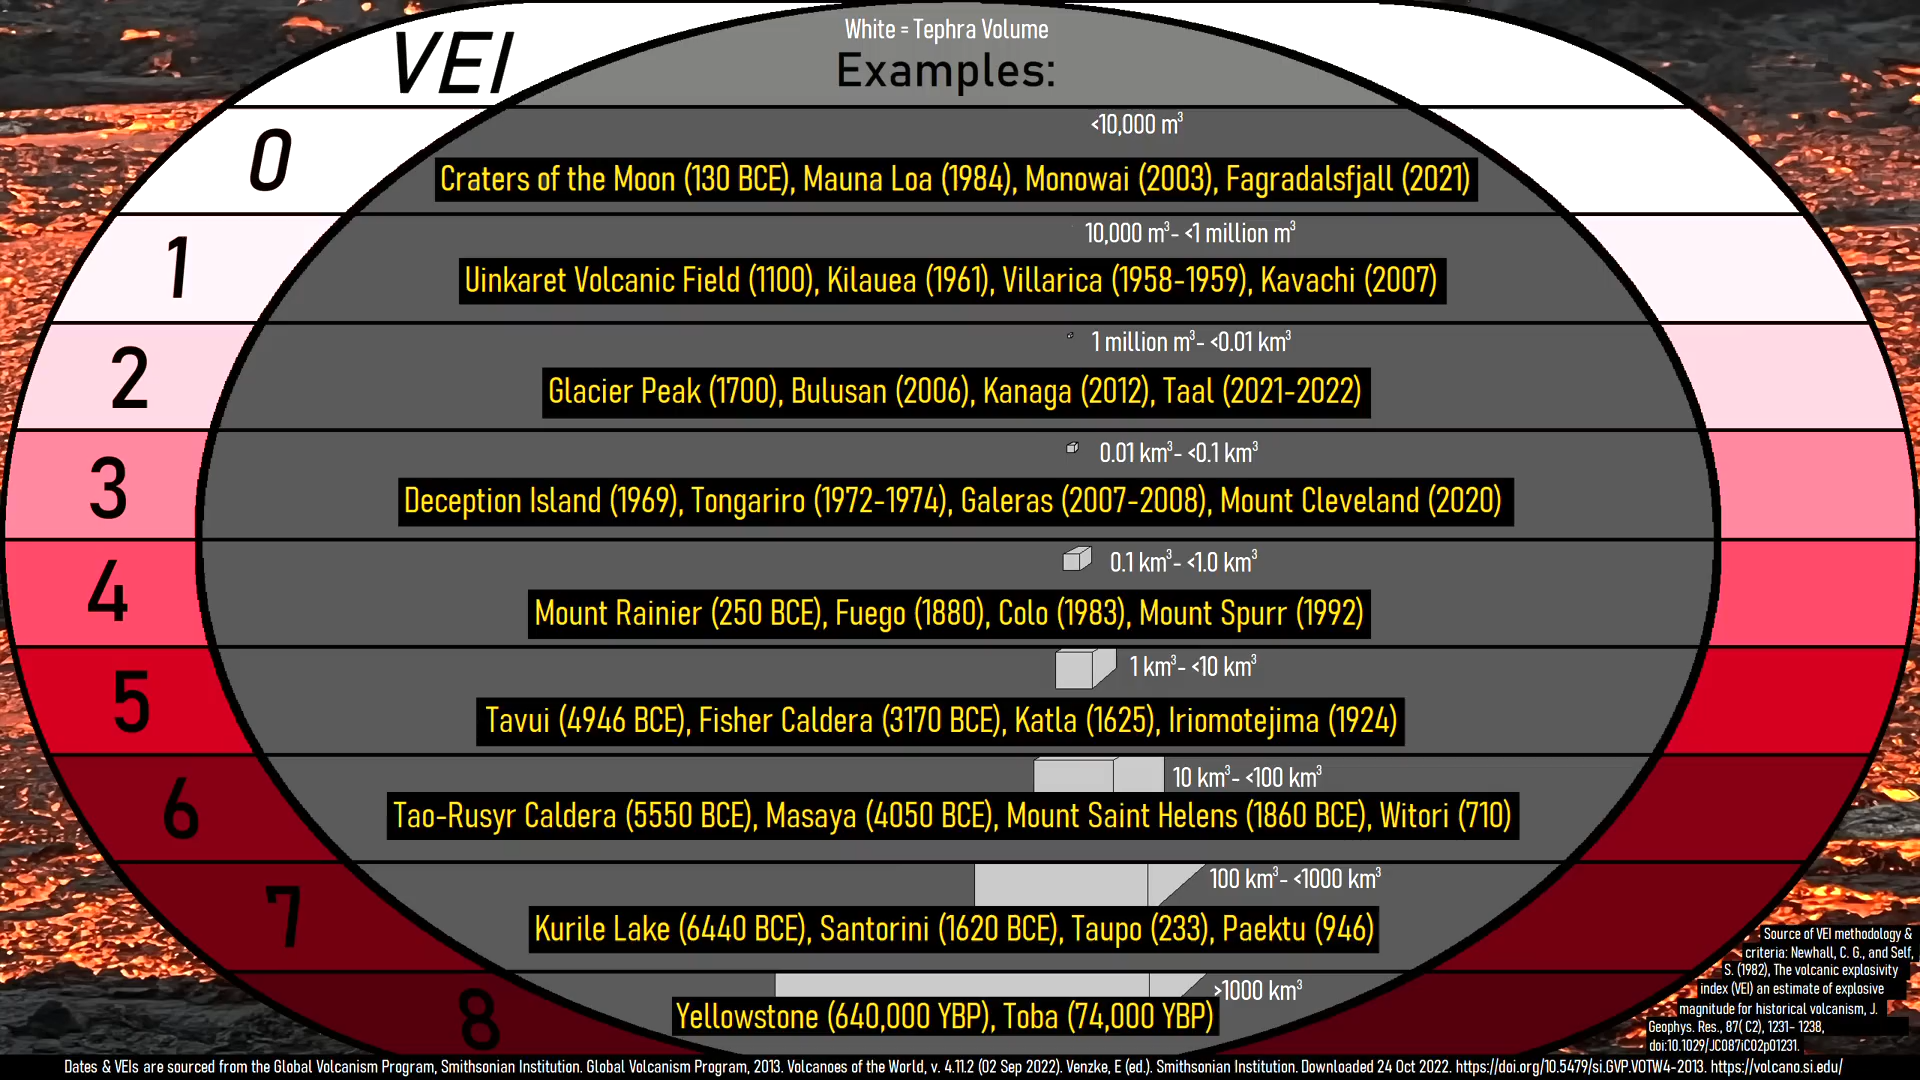 White = Tephra Volume
VEI
Examples:
<10,000 m³
0
Craters of the Moon (130 BCE), Mauna Loa (1984), Monowai (2003), Fagradalsfjall (2021)
10,000 m³- <1 million m³
1
Uinkaret Volcanic Field (1100), Kilauea (1961), Villarica (1958-1959), Kavachi (2007)
1 million m³- <0.01 km³
2
Glacier Peak (1700), Bulusan (2006), Kanaga (2012), Taal (2021-2022)
0.01 km³- <0.1 km³
3
Deception Island (1969), Tongariro (1972-1974), Galeras (2007-2008), Mount Cleveland (2020)
0.1 km³- <1.0 km³
4
Mount Rainier (250 BCE), Fuego (1880), Colo (1983), Mount Spurr (1992)
1 km³- <10 km³
5
Tavui (4946 BCE), Fisher Caldera (3170 BCE), Katla (1625), Iriomotejima (1924)
10 km³- <100 km³
6
Tao-Rusyr Caldera (5550 BCE), Masaya (4050 BCE), Mount Saint Helens (1860 BCE), Witori (710)
100 km³- <1000 km³
7
Kurile Lake (6440 BCE), Santorini (1620 BCE), Taupo (233), Paektu (946)
>1000 km³
8
Yellowstone (640,000 YBP), Toba (74,000 YBP)
Source of VEI methodology &
criteria: Newhall, C. G., and Self,
S. (1982), The volcanic explosivity
index (VEI) an estimate of explosive
magnitude for historical volcanism, J.
Geophys. Res., 87( C2), 1231- 1238,
doi:10.1029/JC087iC02p01231.
Dates & VEIs are sourced from the Global Volcanism Program, Smithsonian Institution. Global Volcanism Program, 2013. Volcanoes of the World, v. 4.11.2 (02 Sep 2022). Venzke, E (ed.). Smithsonian Institution. Downloaded 24 Oct 2022. https://doi.org/10.5479/si.GVP.VOTW4-2013. https://volcano.si.edu/